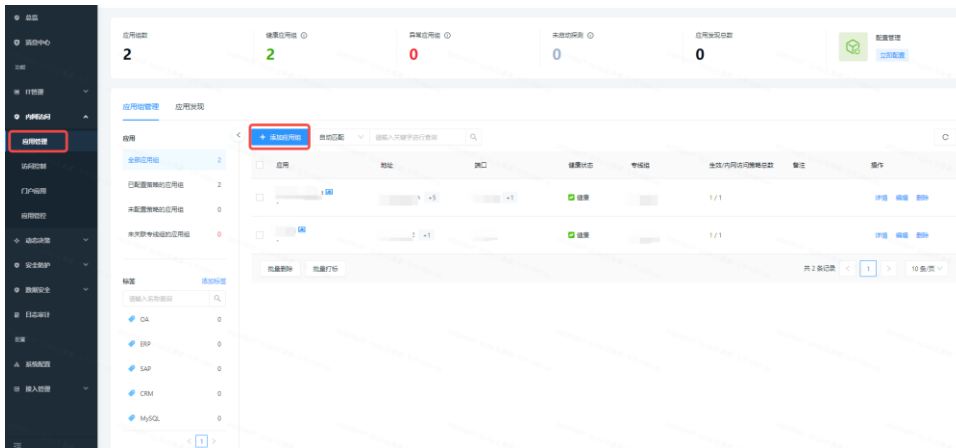 总览
消息中心
功能
IT管理
内网访问
应用管理
访问控制
门户应用
应用管控
动态决策
安全防护
数据安全
日志审计
配置
系统配置
接入管理
应用组数
2
健康应用组
2
异常应用组
0
未自动探测
0
应用发现总数
0
配置管理
立即配置
应用组管理 应用发现
应用
全部应用组 2
已配置策略的应用组 2
未配置策略的应用组 0
未关联专线组的应用组 0
标签 添加标签
请输入名称查询
OA 0
ERP 0
SAP 0
CRM 0
MySQL 0
< 1 >
+ 添加应用组 自动匹配 请输入关键字进行查询
应用 地址 端口 健康状态 专线组 生效/内网访问策略总数 备注 操作
+5 +1 健康 1 / 1 详情 编辑 删除
+1 健康 1 / 1 详情 编辑 删除
批量删除 批量打标 共 2 条记录 < 1 > 10 条/页